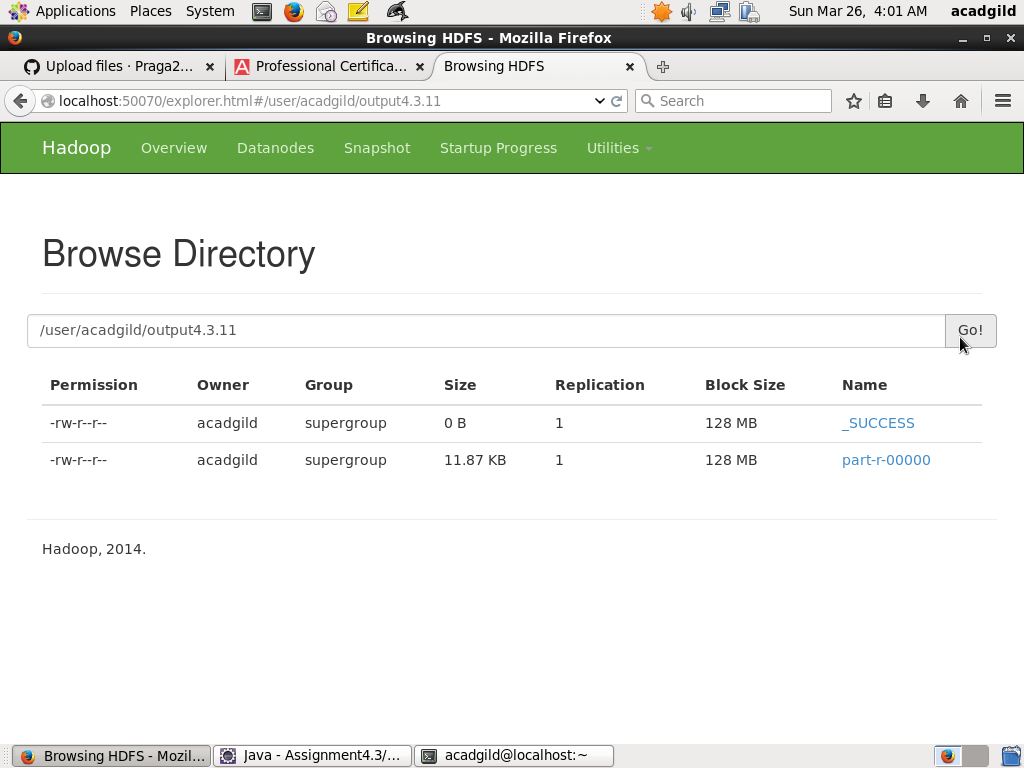 Applications Places System Sun Mar 26, 4:01 AM acadgild
Browsing HDFS - Mozilla Firefox
Upload files · Praga2... Professional Certifica... Browsing HDFS
localhost:50070/explorer.html#/user/acadgild/output4.3.11 Search
Hadoop Overview Datanodes Snapshot Startup Progress Utilities
Browse Directory
/user/acadgild/output4.3.11 Go!
Permission Owner Group Size Replication Block Size Name
-rw-r--r-- acadgild supergroup 0 B 1 128 MB _SUCCESS
-rw-r--r-- acadgild supergroup 11.87 KB 1 128 MB part-r-00000
Hadoop, 2014.
Browsing HDFS - Mozil... Java - Assignment4.3/... acadgild@localhost:~